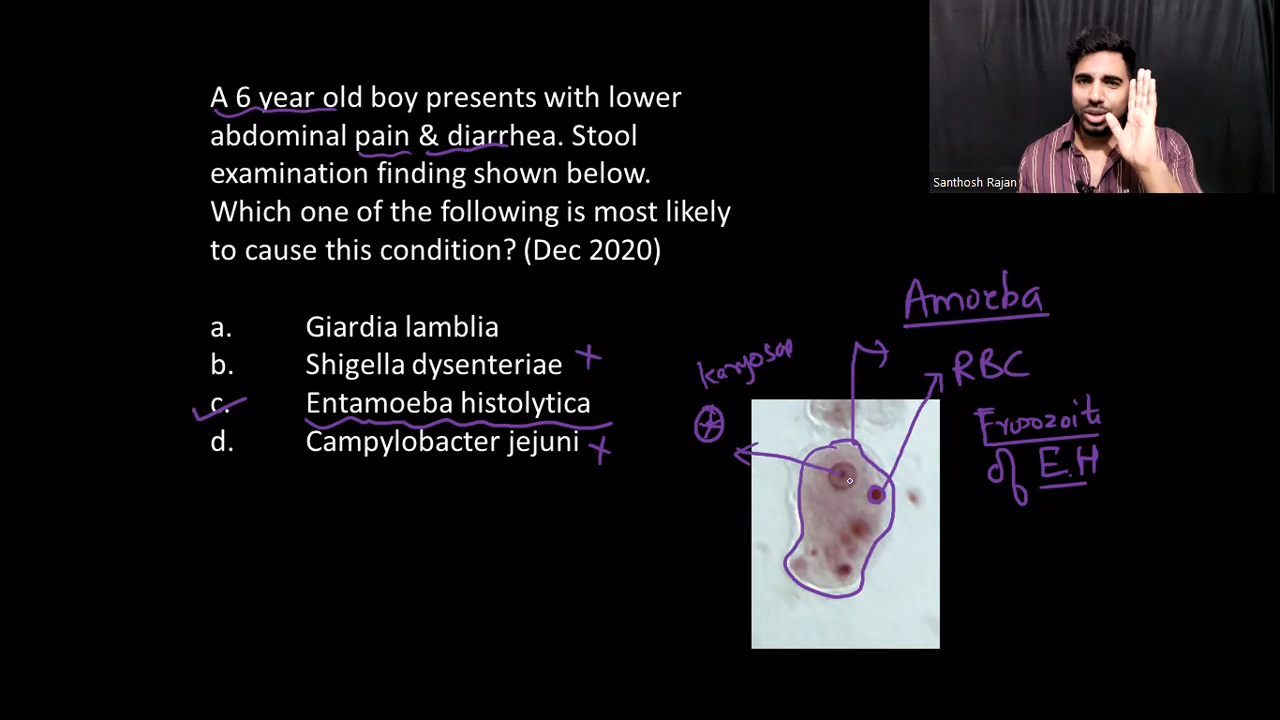 A 6 year old boy presents with lower
abdominal pain & diarrhea. Stool
examination finding shown below.
Which one of the following is most likely
to cause this condition? (Dec 2020)
a. Giardia lamblia
b. Shigella dysenteriae
c. Entamoeba histolytica
d. Campylobacter jejuni
Santhosh Rajan
Amoeba
RBC
of E.H